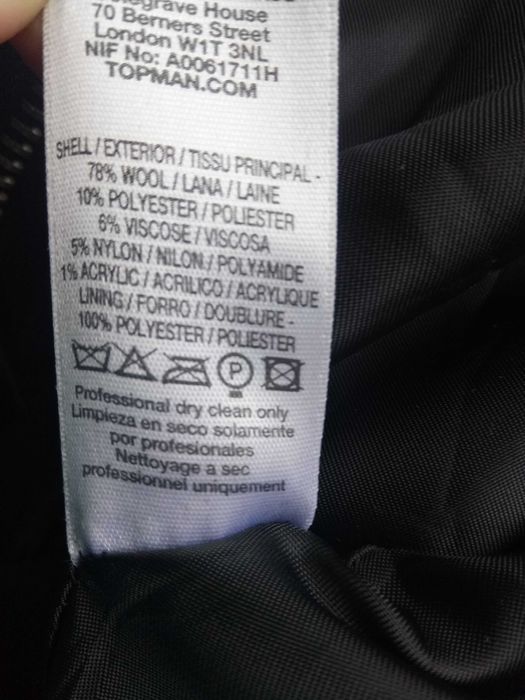 grave House
70 Berners Street
London W1T 3NL
NIF No: A0061711H
TOPMAN.COM
SHELL / EXTERIOR / TISSU PRINCIPAL -
78% WOOL / LANA / LAINE
10% POLYESTER / POLIESTER
6% VISCOSE / VISCOSA
5% NYLON / NILON / POLYAMIDE
1% ACRYLIC / ACRILICO / ACRYLIQUE
LINING / FORRO / DOUBLURE -
100% POLYESTER / POLIESTER
P
Professional dry clean only
Limpieza en seco solamente
por profesionales
Nettoyage a sec
professionnel uniquement